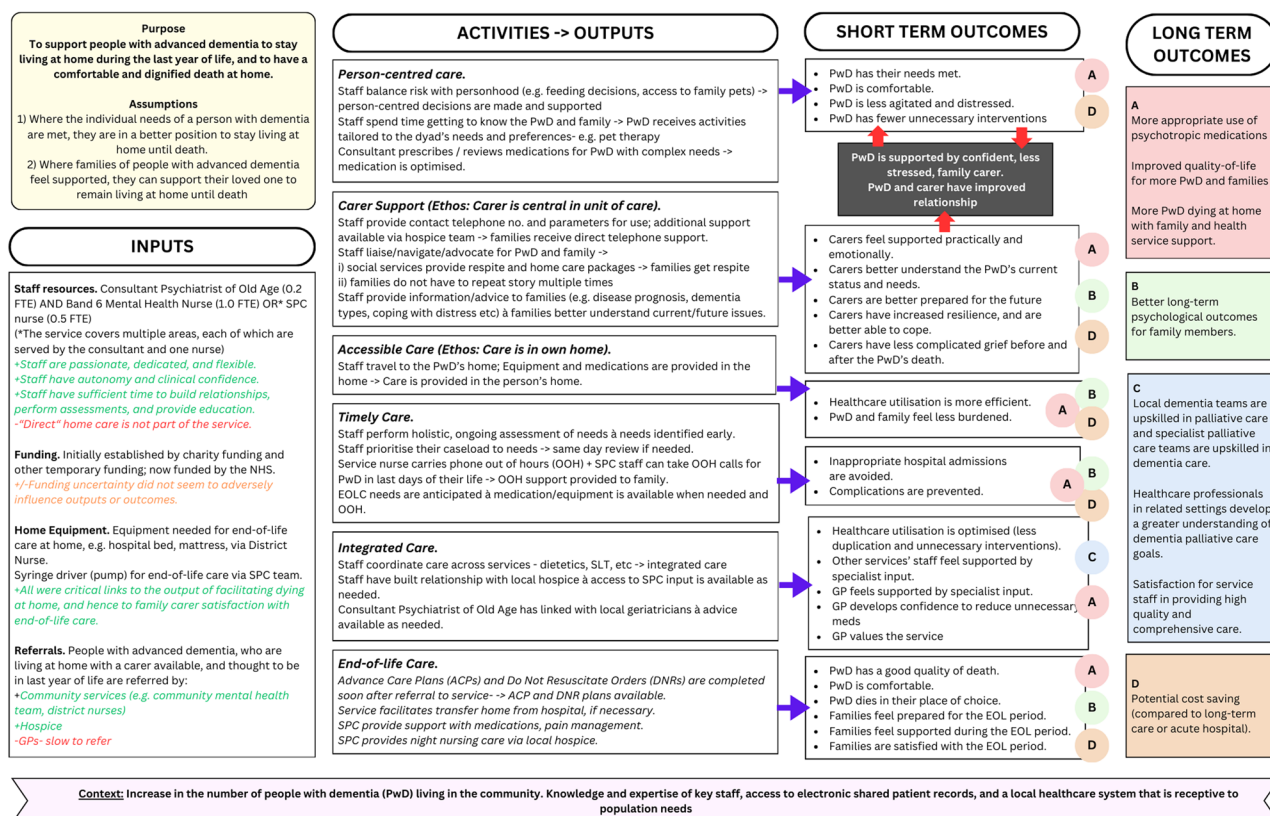 Purpose
To support people with advanced dementia to stay
living at home during the last year of life, and to have a
comfortable and dignified death at home.
Assumptions
1) Where the individual needs of a person with dementia
are met, they are in a better position to stay living at
home until death.
2) Where families of people with advanced dementia
feel supported, they can support their loved one to
remain living at home until death
INPUTS
Staff resources. Consultant Psychiatrist of Old Age (0.2
FTE) AND Band 6 Mental Health Nurse (1.0 FTE) OR* SPC
nurse (0.5 FTE)
(*The service covers multiple areas, each of which are
served by the consultant and one nurse)
+Staff are passionate, dedicated, and flexible.
+Staff have autonomy and clinical confidence.
+Staff have sufficient time to build relationships,
perform assessments, and provide education.
-"Direct" home care is not part of the service.
Funding. Initially established by charity funding and
other temporary funding; now funded by the NHS.
+/-Funding uncertainty did not seem to adversely
influence outputs or outcomes.
Home Equipment. Equipment needed for end-of-life
care at home, e.g. hospital bed, mattress, via District
Nurse.
Syringe driver (pump) for end-of-life care via SPC team.
+All were critical links to the output of facilitating dying
at home, and hence to family carer satisfaction with
end-of-life care.
Referrals. People with advanced dementia, who are
living at home with a carer available, and thought to be
in last year of life are referred by:
+Community services (e.g. community mental health
team, district nurses)
+Hospice
-GPs- slow to refer
ACTIVITIES -> OUTPUTS
Person-centred care.
Staff balance risk with personhood (e.g. feeding decisions, access to family pets) ->
person-centred decisions are made and supported
Staff spend time getting to know the PwD and family -> PwD receives activities
tailored to the dyad's needs and preferences- e.g. pet therapy
Consultant prescribes / reviews medications for PwD with complex needs ->
medication is optimised.
Carer Support (Ethos: Carer is central in unit of care).
Staff provide contact telephone no. and parameters for use; additional support
available via hospice team -> families receive direct telephone support.
Staff liaise/navigate/advocate for PwD and family ->
i) social services provide respite and home care packages -> families get respite
ii) families do not have to repeat story multiple times
Staff provide information/advice to families (e.g. disease prognosis, dementia
types, coping with distress etc) à families better understand current/future issues.
Accessible Care (Ethos: Care is in own home).
Staff travel to the PwD's home; Equipment and medications are provided in the
home -> Care is provided in the person's home.
Timely Care.
Staff perform holistic, ongoing assessment of needs à needs identified early.
Staff prioritise their caseload to needs -> same day review if needed.
Service nurse carries phone out of hours (OOH) + SPC staff can take OOH calls for
PwD in last days of their life -> OOH support provided to family.
EOLC needs are anticipated à medication/equipment is available when needed and
OOH.
Integrated Care.
Staff coordinate care across services - dietetics, SLT, etc -> integrated care
Staff have built relationship with local hospice à access to SPC input is available as
needed.
Consultant Psychiatrist of Old Age has linked with local geriatricians à advice
available as needed.
End-of-life Care.
Advance Care Plans (ACPs) and Do Not Resuscitate Orders (DNRs) are completed
soon after referral to service- -> ACP and DNR plans available.
Service facilitates transfer home from hospital, if necessary.
SPC provide support with medications, pain management.
SPC provides night nursing care via local hospice.
SHORT TERM OUTCOMES
• PwD has their needs met.
• PwD is comfortable.
• PwD is less agitated and distressed.
• PwD has fewer unnecessary interventions
A
D
PwD is supported by confident, less
stressed, family carer.
PwD and carer have improved
relationship
• Carers feel supported practically and
emotionally.
• Carers better understand the PwD's current
status and needs.
• Carers are better prepared for the future
• Carers have increased resilience, and are
better able to cope.
• Carers have less complicated grief before and
after the PwD's death.
A
B
D
• Healthcare utilisation is more efficient.
• PwD and family feel less burdened.
B
A
D
• Inappropriate hospital admissions
are avoided.
• Complications are prevented.
B
A
D
• Healthcare utilisation is optimised (less
duplication and unnecessary interventions).
• Other services' staff feel supported by
specialist input.
• GP feels supported by specialist input.
• GP develops confidence to reduce unnecessary
meds
• GP values the service
C
A
• PwD has a good quality of death.
• PwD is comfortable.
• PwD dies in their place of choice.
• Families feel prepared for the EOL period.
• Families feel supported during the EOL period.
• Families are satisfied with the EOL period.
A
B
D
LONG TERM
OUTCOMES
A
More appropriate use of
psychotropic medications
Improved quality-of-life
for more PwD and families
More PwD dying at home
with family and health
service support.
B
Better long-term
psychological outcomes
for family members.
C
Local dementia teams are
upskilled in palliative care
and specialist palliative
care teams are upskilled in
dementia care.
Healthcare professionals
in related settings develop
a greater understanding of
dementia palliative care
goals.
Satisfaction for service
staff in providing high
quality and
comprehensive care.
D
Potential cost saving
(compared to long-term
care or acute hospital).
Context: Increase in the number of people with dementia (PwD) living in the community. Knowledge and expertise of key staff, access to electronic shared patient records, and a local healthcare system that is receptive to
population needs